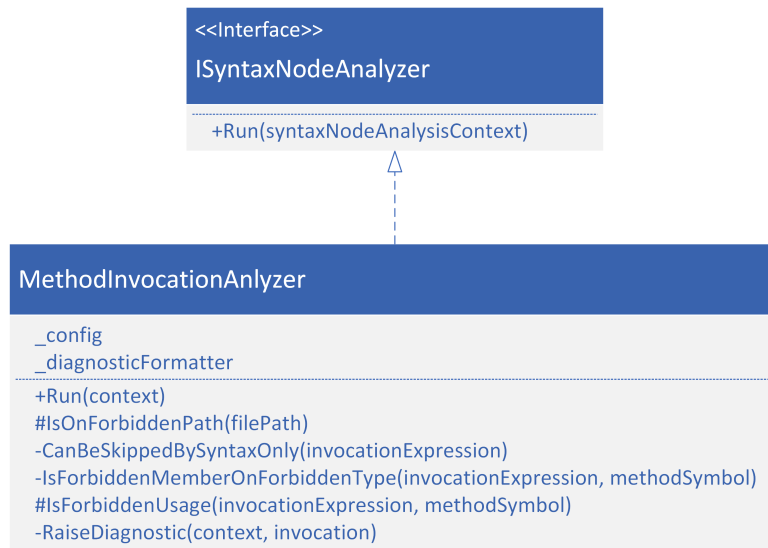 <<Interface>>
ISyntaxNodeAnalyzer
+Run(syntaxNodeAnalysisContext)
MethodInvocationAnlyzer
_config
_diagnosticFormatter
+Run(context)
#IsOnForbiddenPath(filePath)
-CanBeSkippedBySyntaxOnly(invocationExpression)
-IsForbiddenMemberOnForbiddenType(invocationExpression, methodSymbol)
#IsForbiddenUsage(invocationExpression, methodSymbol)
-RaiseDiagnostic(context, invocation)